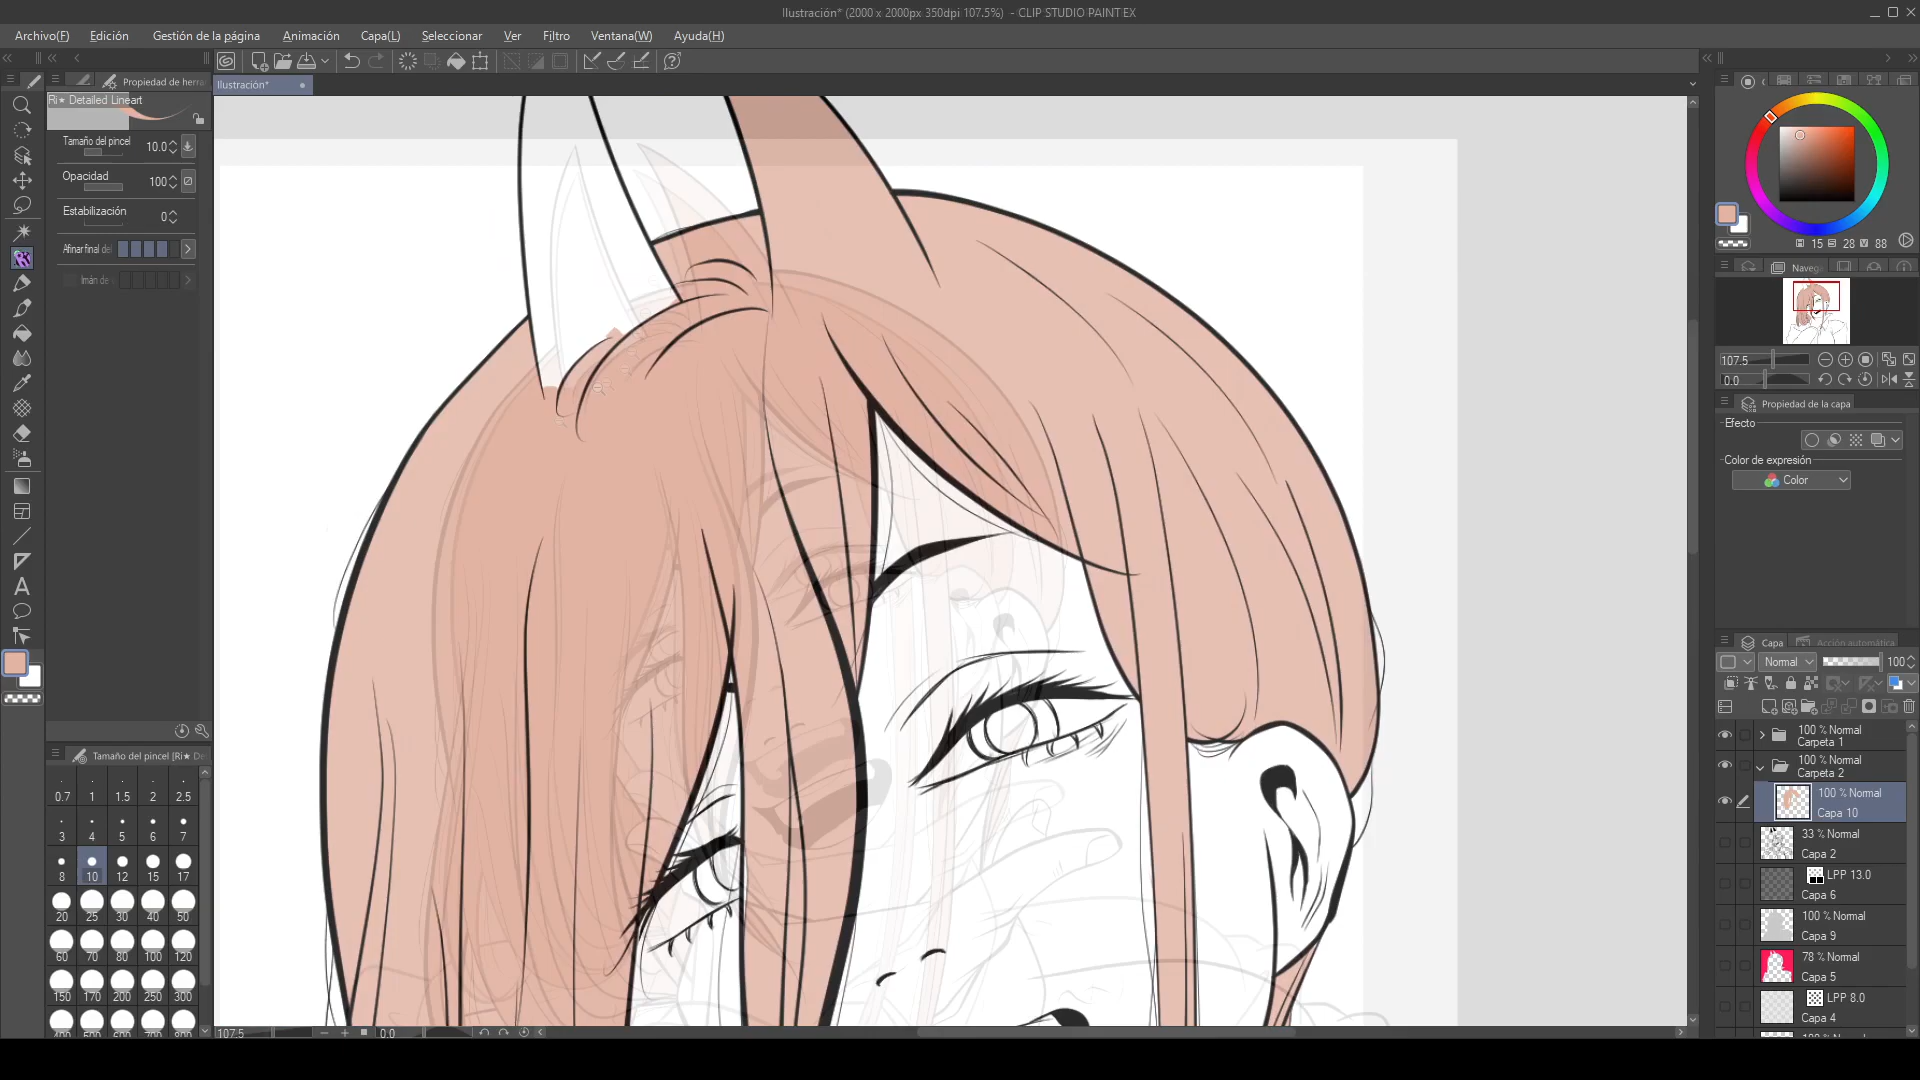 Ilustración* (2000 x 2000px 350dpi 107.5%) - CLIP STUDIO PAINT EX
Archivo(F) Edición Gestión de la página Animación Capa(L) Seleccionar Ver Filtro Ventana(W) Ayuda(H)
Propiedad de herra
Ilustración*
Ri★ Detailed Lineart
Tamaño del pincel 10.0
Opacidad 100
Estabilización 0
Afinar final del
Imán de
15 28 88
Naveg
107.5
0.0
Propiedad de la capa
Efecto
Color de expresión
Color
Capa Acción automática
Normal 100
100 % Normal
Carpeta 1
100 % Normal
Carpeta 2
100 % Normal
Capa 10
33 % Normal
Capa 2
LPP 13.0
Capa 6
100 % Normal
Capa 9
78 % Normal
Capa 5
LPP 8.0
Capa 4
Tamaño del pincel [Ri★ De
0.7 1 1.5 2 2.5
3 4 5 6 7
8 10 12 15 17
20 25 30 40 50
60 70 80 100 120
150 170 200 250 300
107.5 0.0